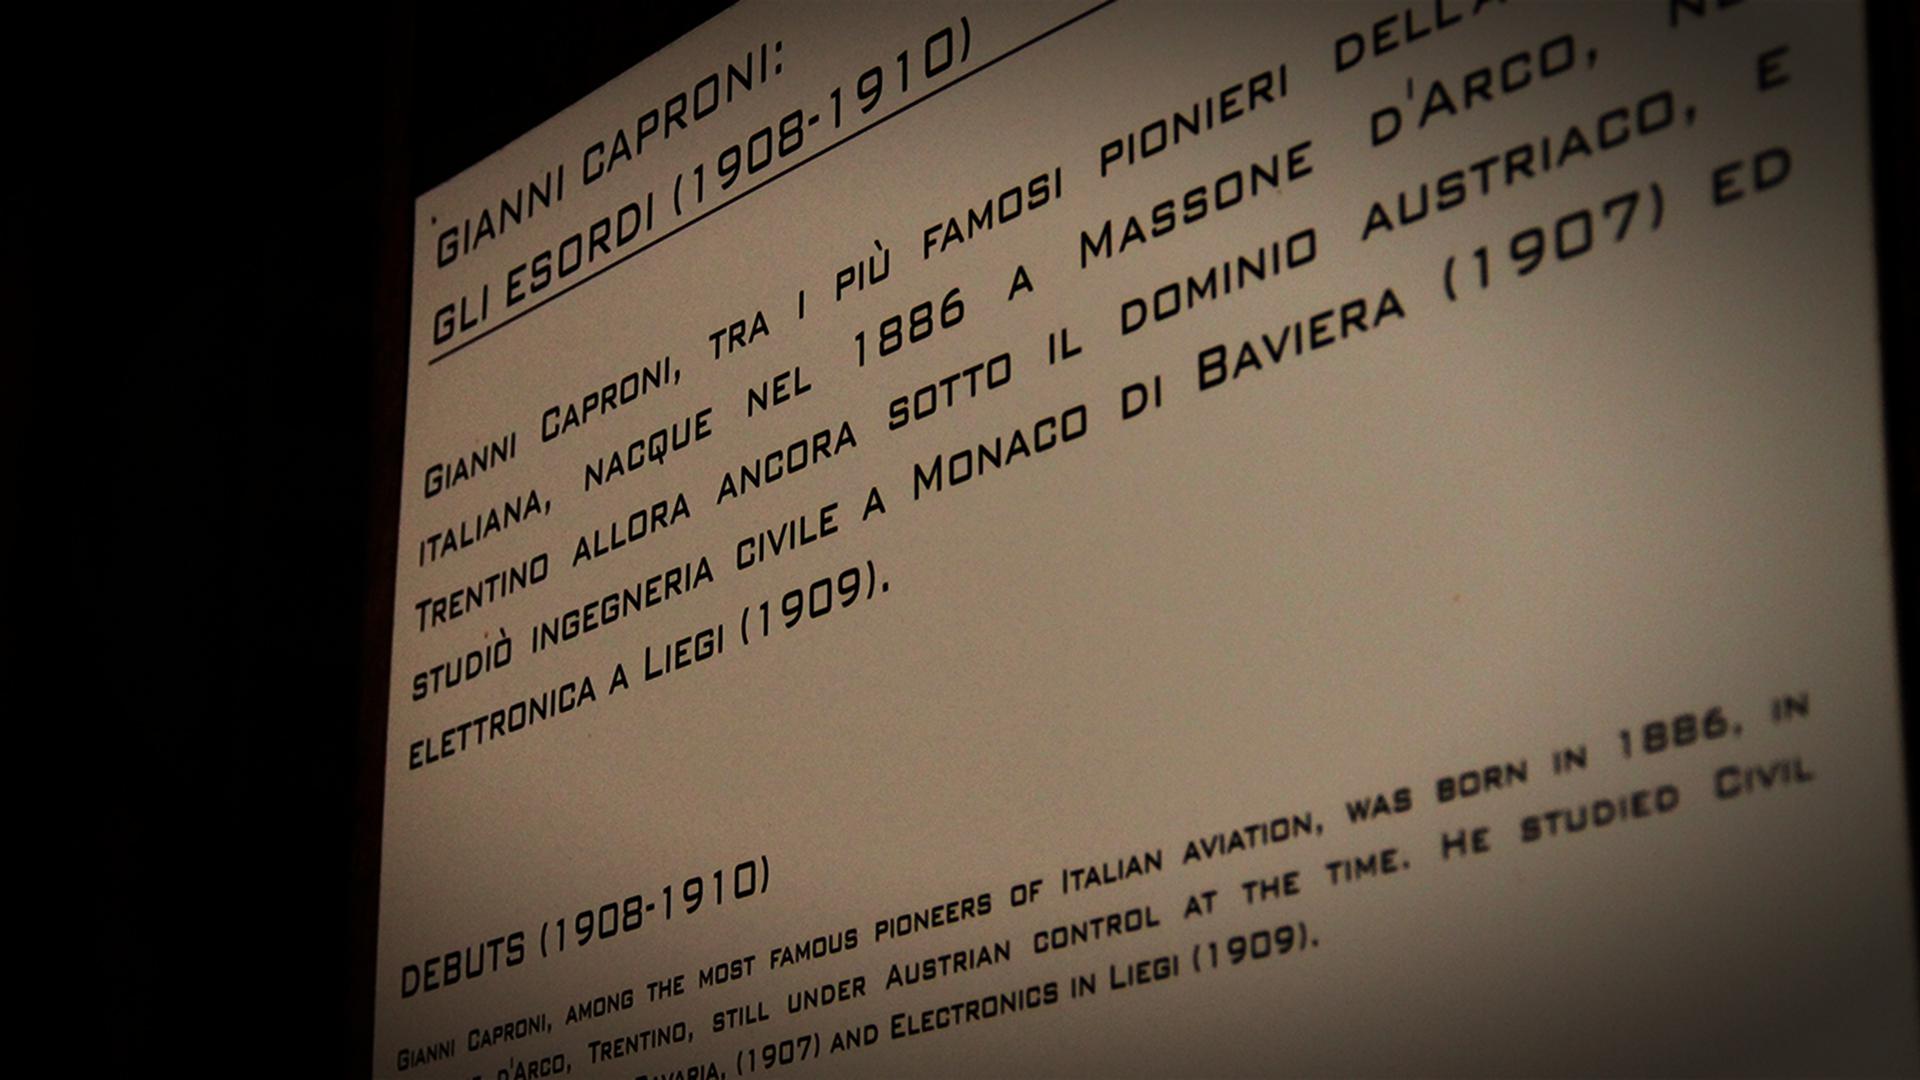 GIANNI CAPRONI:
GLI ESORDI (1908-1910)
GIANNI CAPRONI, TRA I PIÙ FAMOSI PIONIERI
ITALIANA, NACQUE NEL 1886 A MASSONE D'ARCO,
TRENTINO ALLORA ANCORA SOTTO IL DOMINIO AUSTRIACO, E
STUDIÒ INGEGNERIA CIVILE A MONACO DI BAVIERA (1907) ED
ELETTRONICA A LIEGI (1909).
DEBUTS (1908-1910)
GIANNI CAPRONI, AMONG THE MOST FAMOUS PIONEERS OF ITALIAN AVIATION, WAS BORN IN 1886, IN
D'ARCO, TRENTINO, STILL UNDER AUSTRIAN CONTROL AT THE TIME. HE STUDIED CIVIL
(1907) AND ELECTRONICS IN LIEGI (1909).